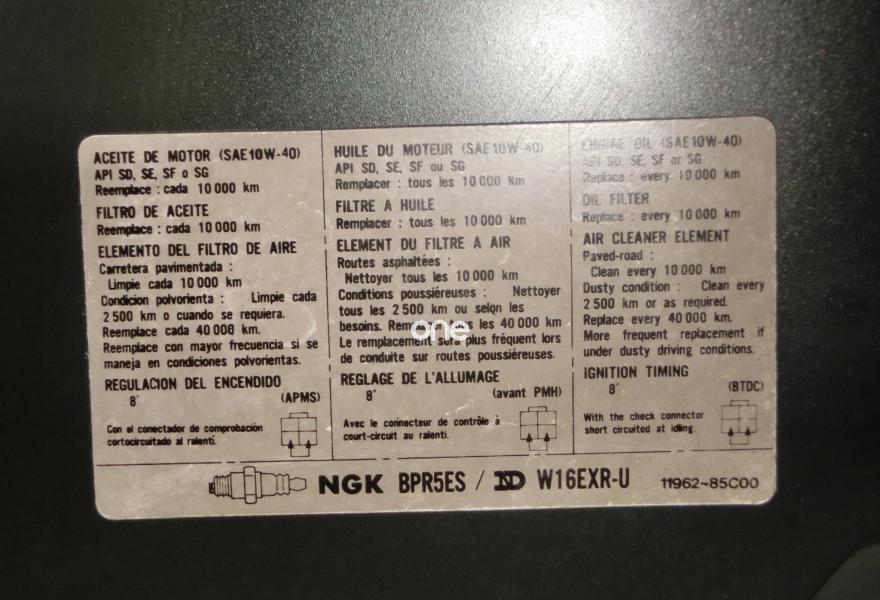 ACEITE DE MOTOR (SAE10W-40)
API SD, SE, SF o SG
Reemplace : cada 10 000 km
FILTRO DE ACEITE
Reemplace : cada 10 000 km
ELEMENTO DEL FILTRO DE AIRE
Carretera pavimentada :
Limpie cada 10 000 km
Condicion polvorienta : Limpie cada
2 500 km o cuando se requiera.
Reemplace cada 40 000 km.
Reemplace con mayor frecuencia si se
maneja en condiciones polvorientas.
REGULACION DEL ENCENDIDO
8° (APMS)
Con el conectador de comprobación
cortocircuitado al ralentí.
HUILE DU MOTEUR (SAE10W-40)
API SD, SE, SF ou SG
Remplacer : tous les 10 000 km
FILTRE A HUILE
Remplacer : tous les 10 000 km
ELEMENT DU FILTRE A AIR
Routes asphaltées :
Nettoyer tous les 10 000 km
Conditions poussiéreuses : Nettoyer
tous les 2 500 km ou selqn les
besoins. les 40 000 km
one
Le remplacement sera plus fréquent lors
de conduite sur routes poussiéreuses.
REGLAGE DE L'ALLUMAGE
8° (avant PMH)
Avec le connecteur de contrôle à
court-circuit au ralenti.
ENGINE OIL (SAE10W-40)
API SD, SE, SF or SG
Replace : every 10 000 km
OIL FILTER
Replace : every 10 000 km
AIR CLEANER ELEMENT
Paved-road :
Clean every 10 000 km
Dusty condition : Clean every
2 500 km or as required.
Replace every 40 000 km.
More frequent replacement if
under dusty driving conditions.
IGNITION TIMING
8° (BTDC)
With the check connector
short circuited at idling.
NGK BPR5ES / ND W16EXR-U 11962-85C00